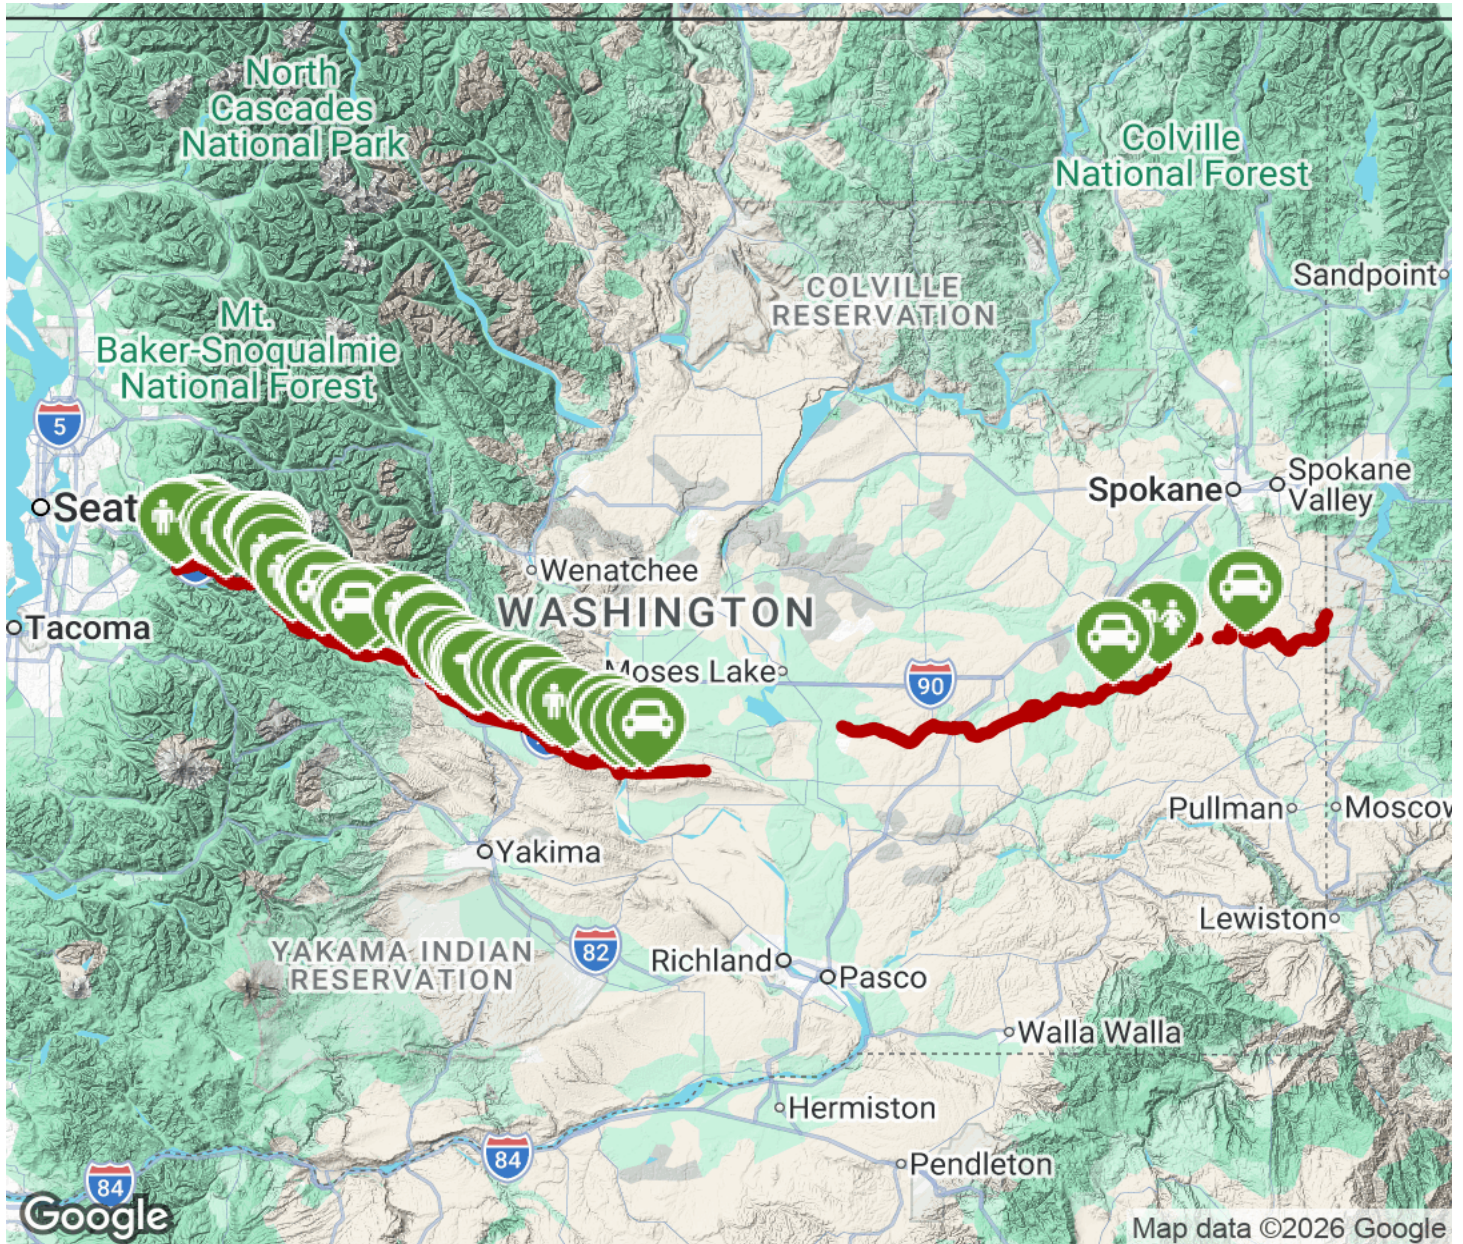 North
Cascades
National Park
Colville
National Forest
Sandpoint
COLVILLE
RESERVATION
Mt.
Baker-Snoqualmie
National Forest
5
Spokane
Spokane
Valley
Seat
Wenatchee
WASHINGTON
Tacoma
Moses Lake
90
Pullman
Moscow
Yakima
Lewiston
YAKAMA INDIAN
RESERVATION
82
Richland
Pasco
Walla Walla
Hermiston
84
Pendleton
84
Google
Map data ©2026 Google